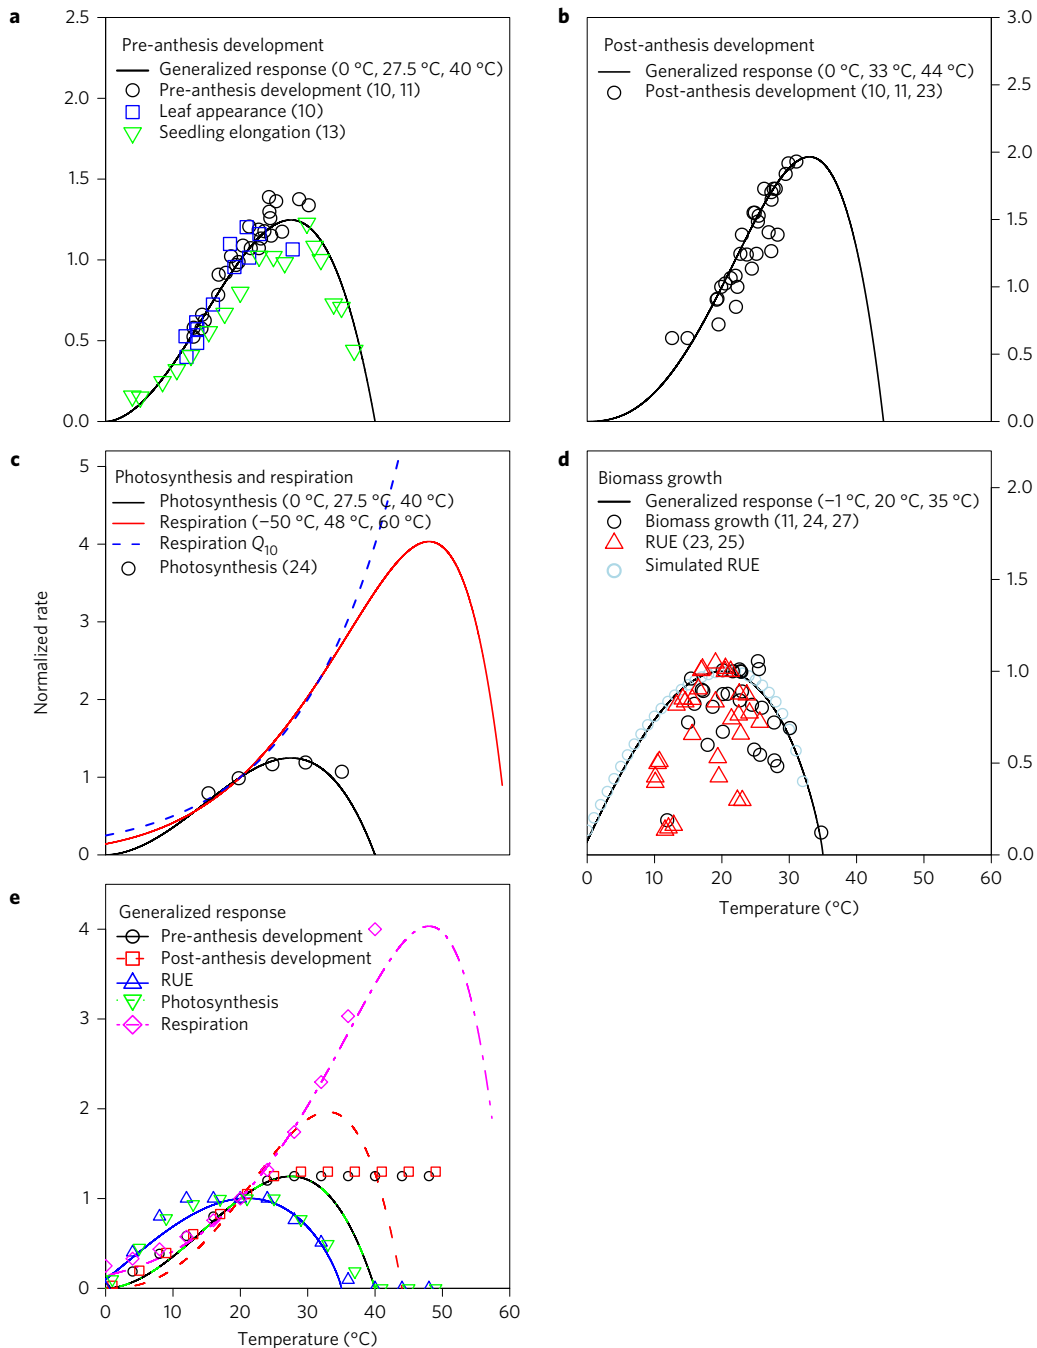 a
2.5
2.0
1.5
1.0
0.5
0.0
Pre-anthesis development
Generalized response (0 °C, 27.5 °C, 40 °C)
Pre-anthesis development (10, 11)
Leaf appearance (10)
Seedling elongation (13)
b
3.0
2.5
2.0
1.5
1.0
0.5
0.0
Post-anthesis development
Generalized response (0 °C, 33 °C, 44 °C)
Post-anthesis development (10, 11, 23)
c
5
4
3
2
1
0
Normalized rate
Photosynthesis and respiration
Photosynthesis (0 °C, 27.5 °C, 40 °C)
Respiration (−50 °C, 48 °C, 60 °C)
Respiration Q10
Photosynthesis (24)
d
2.0
1.5
1.0
0.5
0.0
Biomass growth
Generalized response (−1 °C, 20 °C, 35 °C)
Biomass growth (11, 24, 27)
RUE (23, 25)
Simulated RUE
0 10 20 30 40 50 60
Temperature (°C)
e
4
3
2
1
0
Generalized response
Pre-anthesis development
Post-anthesis development
RUE
Photosynthesis
Respiration
0 10 20 30 40 50 60
Temperature (°C)